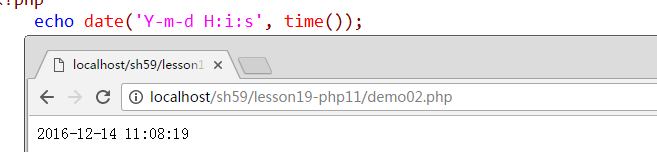 <?php
echo date('Y-m-d H:i:s', time());
localhost/sh59/lesson1
localhost/sh59/lesson19-php11/demo02.php
2016-12-14 11:08:19